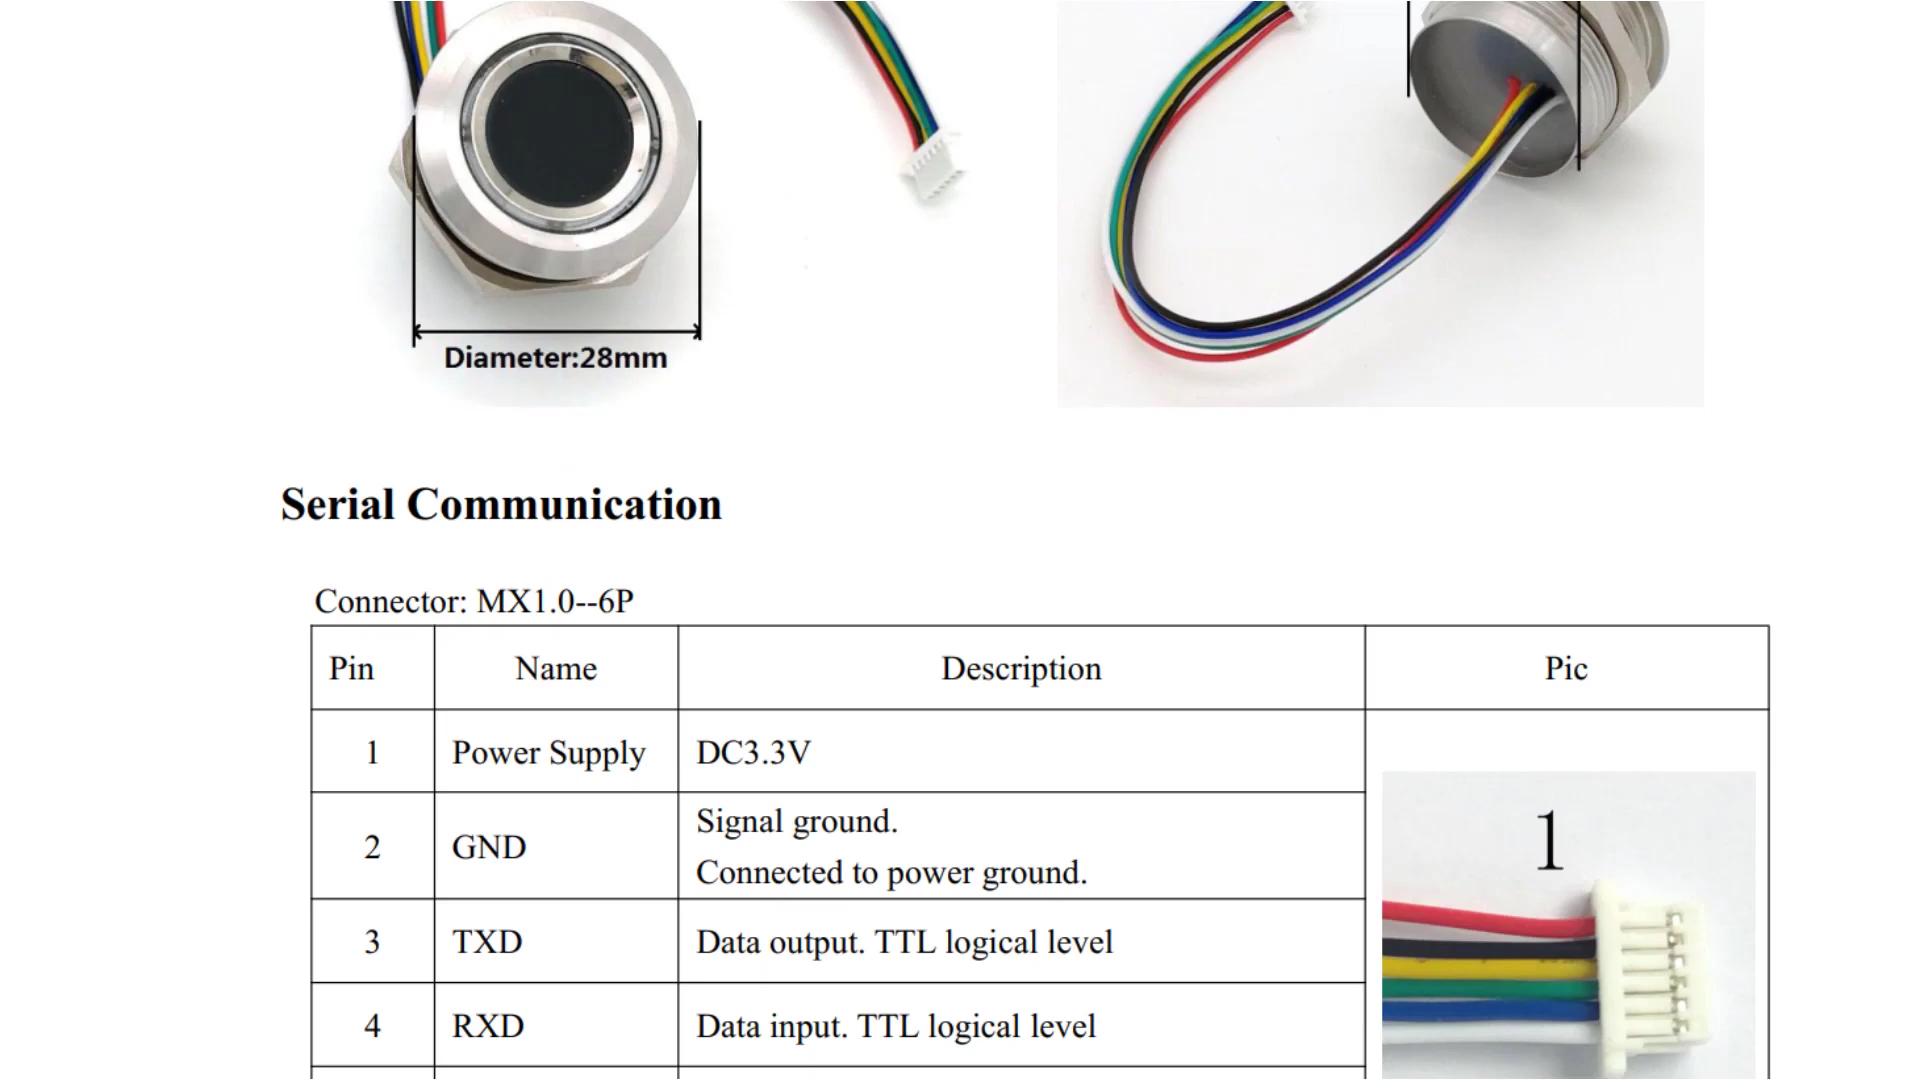 Diameter:28mm
Serial Communication
Connector: MX1.0--6P
Pin Name Description Pic
1 Power Supply DC3.3V
2 GND Signal ground.
Connected to power ground.
1
3 TXD Data output. TTL logical level
4 RXD Data input. TTL logical level